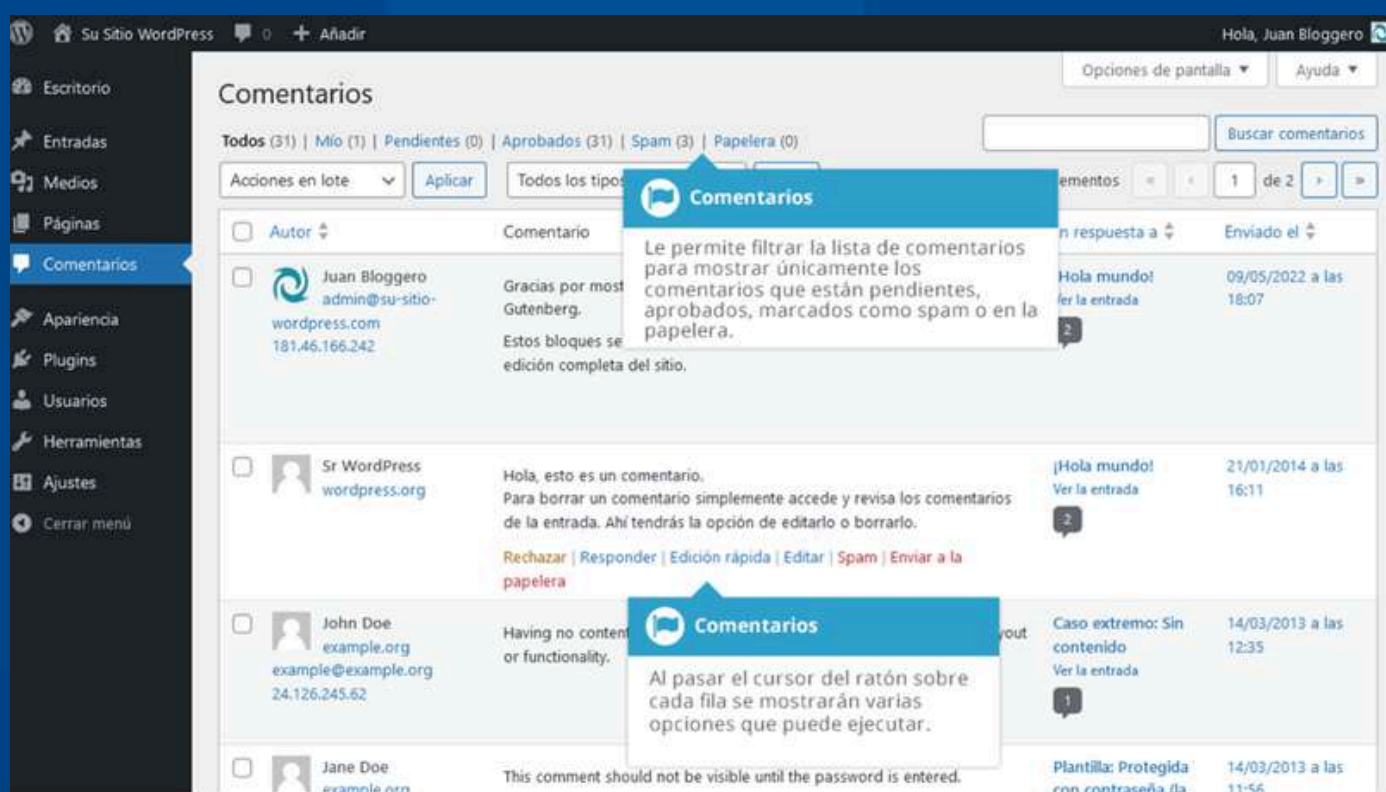 Su Sitio WordPress 0 + Añadir Hola, Juan Bloggero
Opciones de pantalla Ayuda
Escritorio
Entradas
Medios
Páginas
Comentarios
Apariencia
Plugins
Usuarios
Herramientas
Ajustes
Cerrar menú
Comentarios
Todos (31) | Mío (1) | Pendientes (0) | Aprobados (31) | Spam (3) | Papelera (0)
Buscar comentarios
Acciones en lote Aplicar Todos los tipos 1 de 2
Autor Comentario respuesta a Enviado el
Comentarios
Le permite filtrar la lista de comentarios
para mostrar únicamente los
comentarios que están pendientes,
aprobados, marcados como spam o en la
papelera.
Juan Bloggero
admin@su-sitio-
wordpress.com
181.46.166.242
Gracias por
Gutenberg.
Estos bloques
edición completa del sitio.
Hola mundo!
Ver la entrada
2
09/05/2022 a las
18:07
Sr WordPress
wordpress.org
Hola, esto es un comentario.
Para borrar un comentario simplemente accede y revisa los comentarios
de la entrada. Ahí tendrás la opción de editarlo o borrarlo.
Rechazar | Responder | Edición rápida | Editar | Spam | Enviar a la
papelera
¡Hola mundo!
Ver la entrada
2
21/01/2014 a las
16:11
Comentarios
Al pasar el cursor del ratón sobre
cada fila se mostrarán varias
opciones que puede ejecutar.
John Doe
example.org
example@example.org
24.126.245.62
Having no content
or functionality.
Caso extremo: Sin
contenido
Ver la entrada
1
14/03/2013 a las
12:35
Jane Doe
example.org
This comment should not be visible until the password is entered.
Plantilla: Protegida
con contraseña (la
14/03/2013 a las
11:56